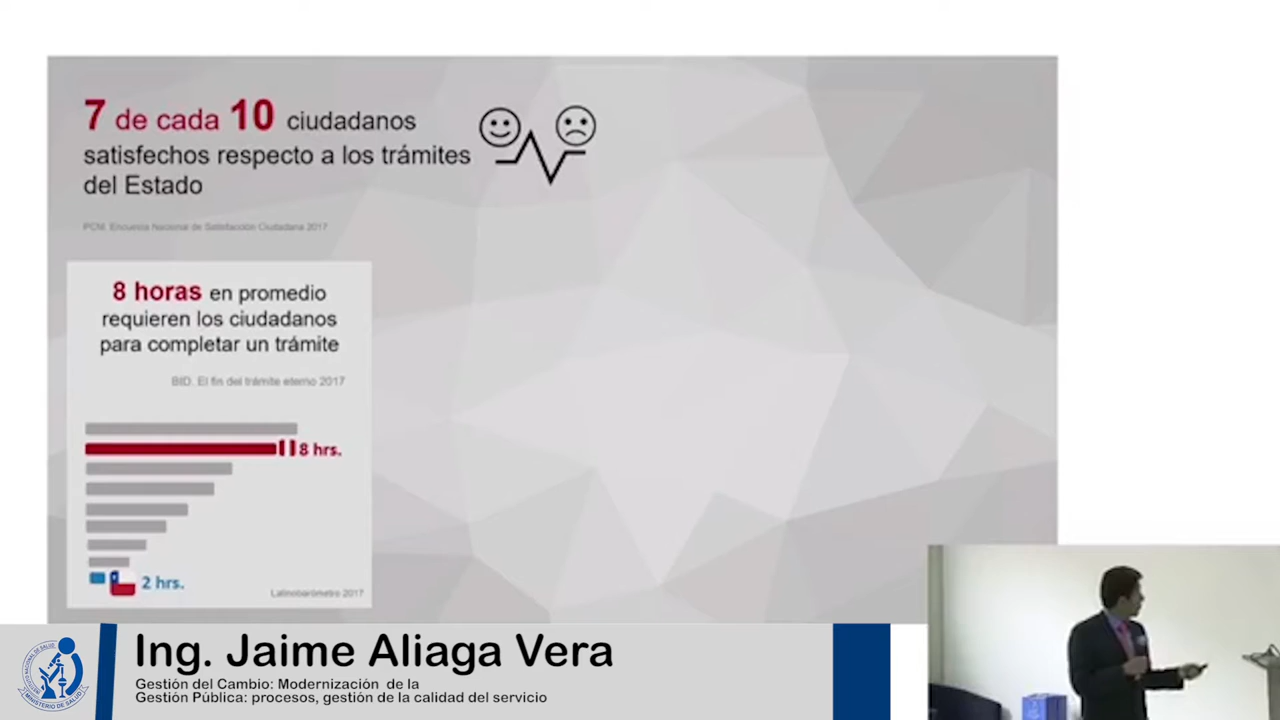 7 de cada 10 ciudadanos
satisfechos respecto a los trámites
del Estado
PCM. Encuesta Nacional de Satisfacción Ciudadana 2017
8 horas en promedio
requieren los ciudadanos
para completar un trámite
BID. El fin del trámite eterno 2017
8 hrs.
2 hrs.
Latinobarómetro 2017
Ing. Jaime Aliaga Vera
Gestión del Cambio: Modernización de la
Gestión Pública: procesos, gestión de la calidad del servicio
MINISTERIO DE SALUD